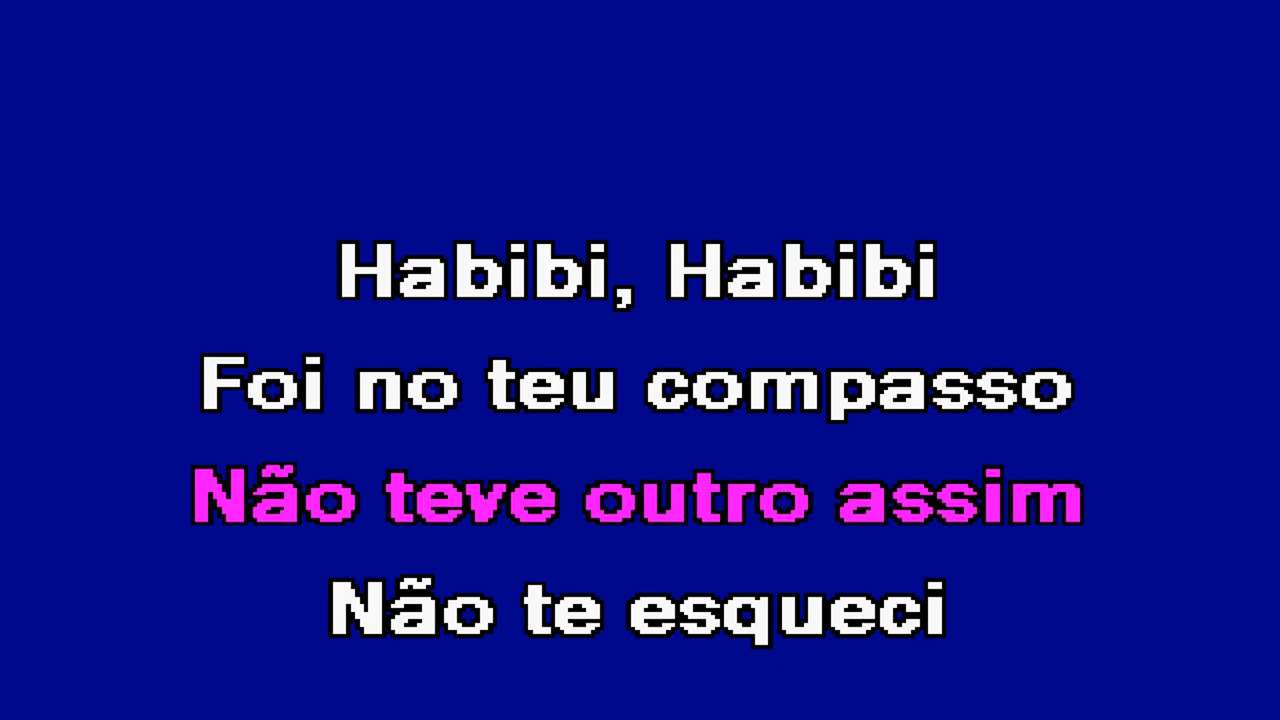 Habibi, Habibi
Foi no teu compasso
Não teve outro assim
Não te esqueci